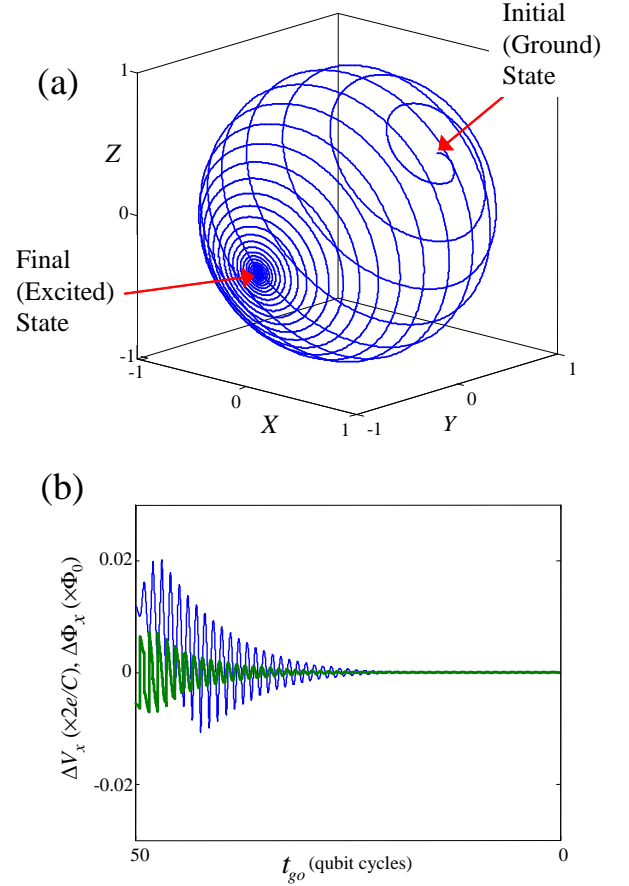 (a)
Initial
(Ground)
State
1
Z
0
Final
(Excited)
State
-1
-1
0
X
1
-1
0
Y
1
(b)
0.02
0
-0.02
ΔV_x (×2e/C), ΔΦ_x (×Φ_0)
50
t_go (qubit cycles)
0